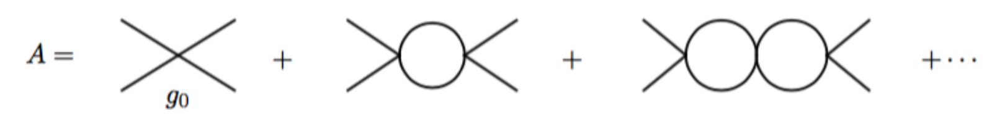 A = + + + ···
g₀